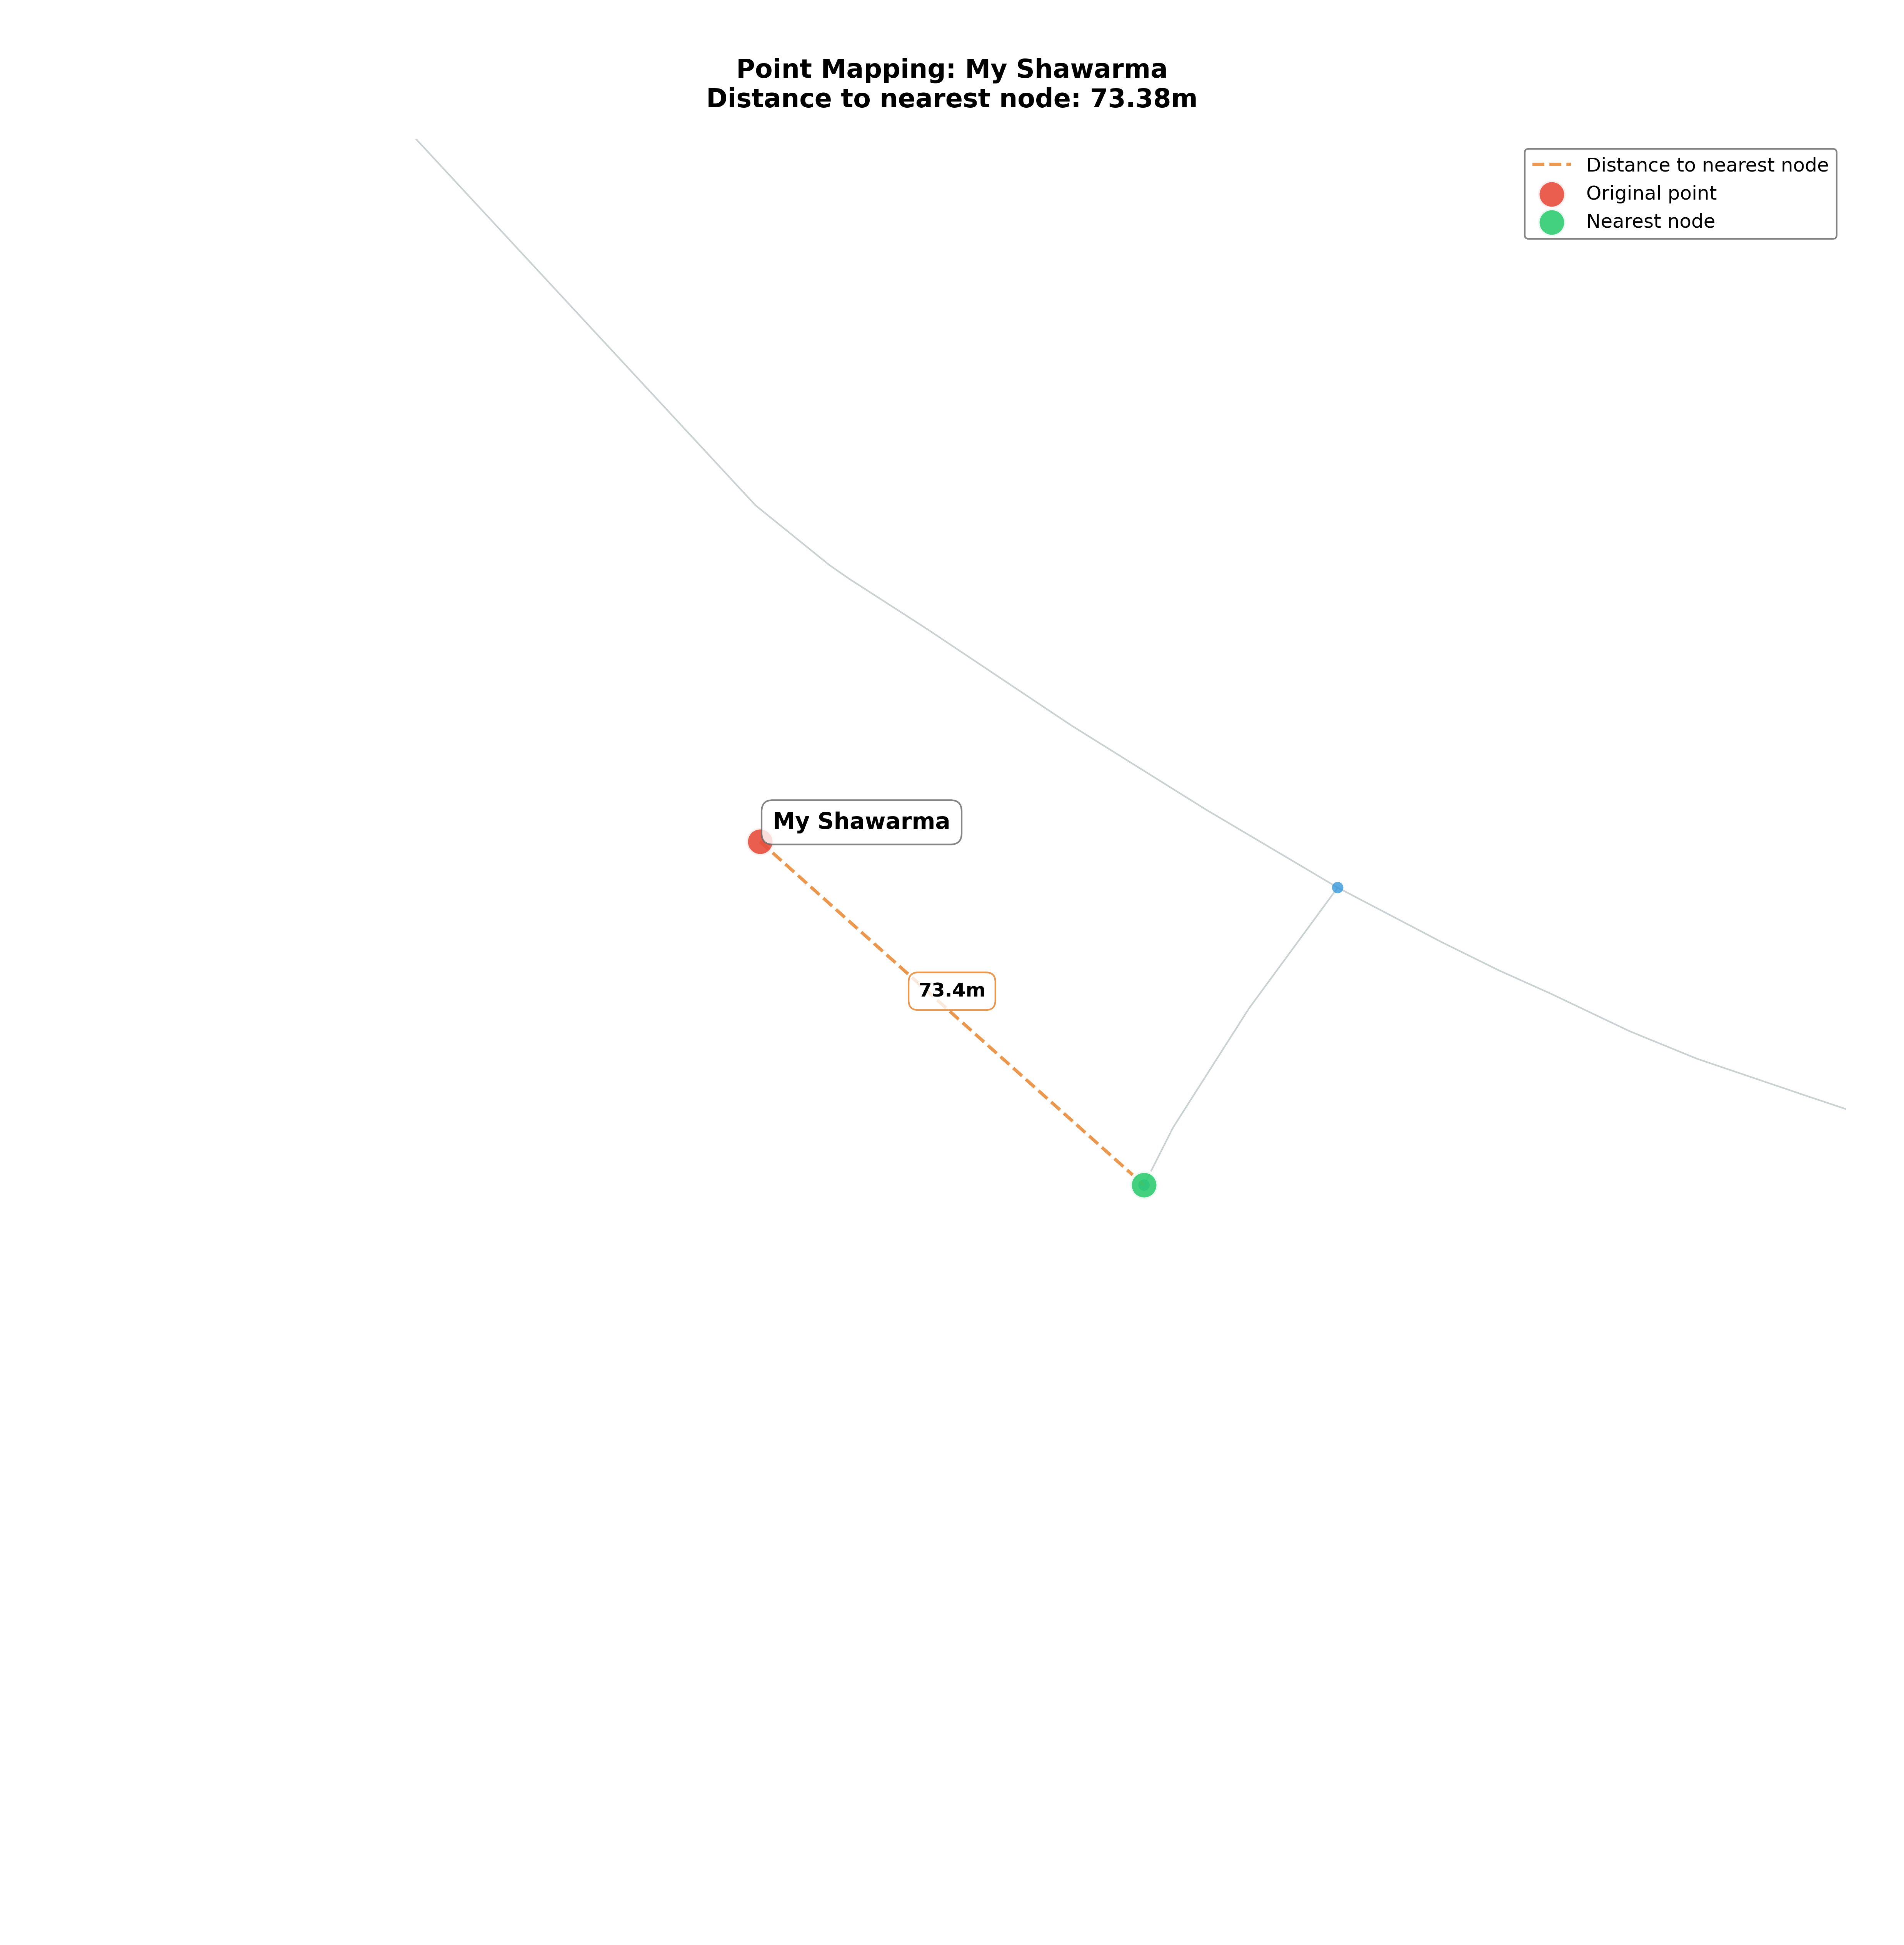 Point Mapping: My Shawarma
Distance to nearest node: 73.38m
Distance to nearest node
Original point
Nearest node
My Shawarma
73.4m